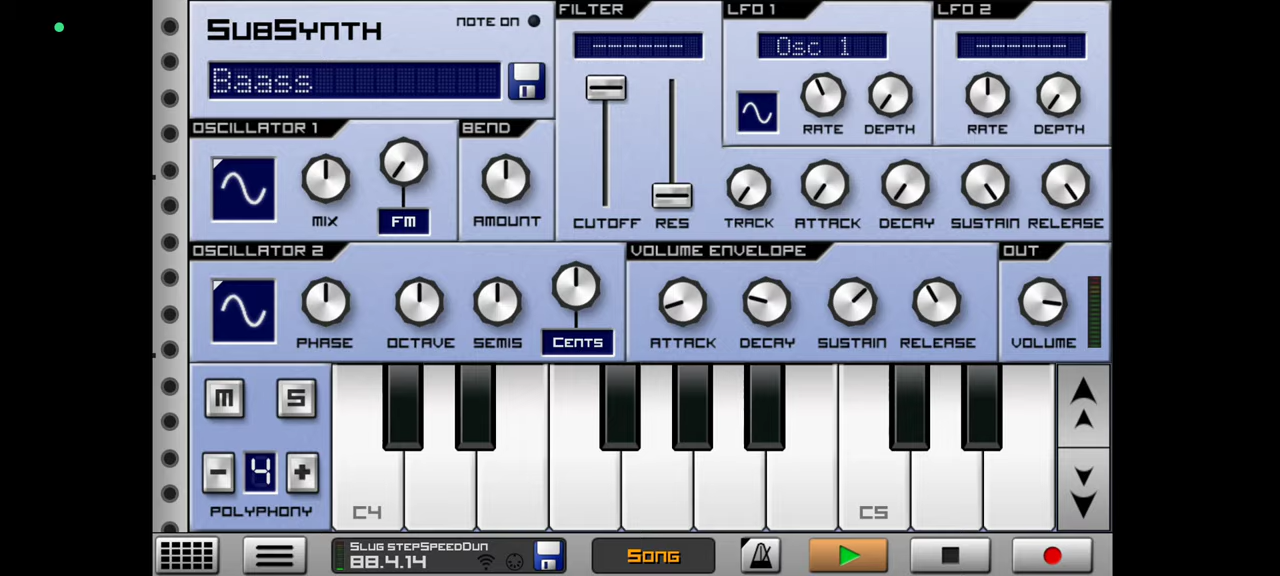 SubSynth
NOTE ON
Baass
FILTER
-------
CUTOFF
RES
LFO 1
Osc 1
RATE
DEPTH
LFO 2
-------
RATE
DEPTH
TRACK
ATTACK
DECAY
SUSTAIN
RELEASE
OSCILLATOR 1
MIX
FM
BEND
AMOUNT
OSCILLATOR 2
PHASE
OCTAVE
SEMIS
Cents
VOLUME ENVELOPE
ATTACK
DECAY
SUSTAIN
RELEASE
OUT
VOLUME
M
S
- 4 +
POLYPHONY
C4
C5
Slug stepSpeedDun
88.4.14
Song